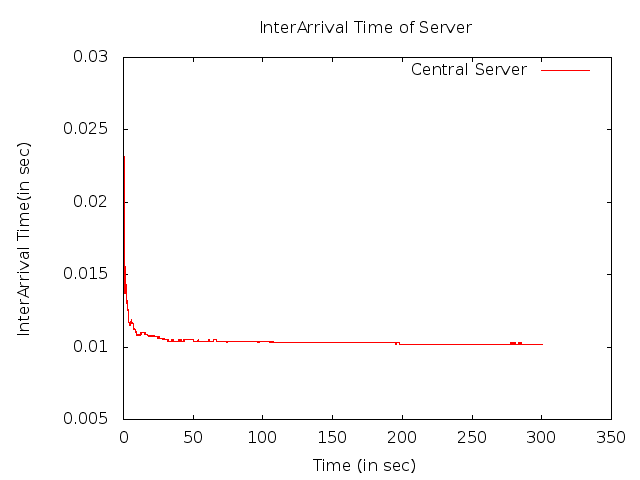 InterArrival Time of Server
Central Server
InterArrival Time(in sec)
0.03
0.025
0.02
0.015
0.01
0.005
0 50 100 150 200 250 300 350
Time (in sec)